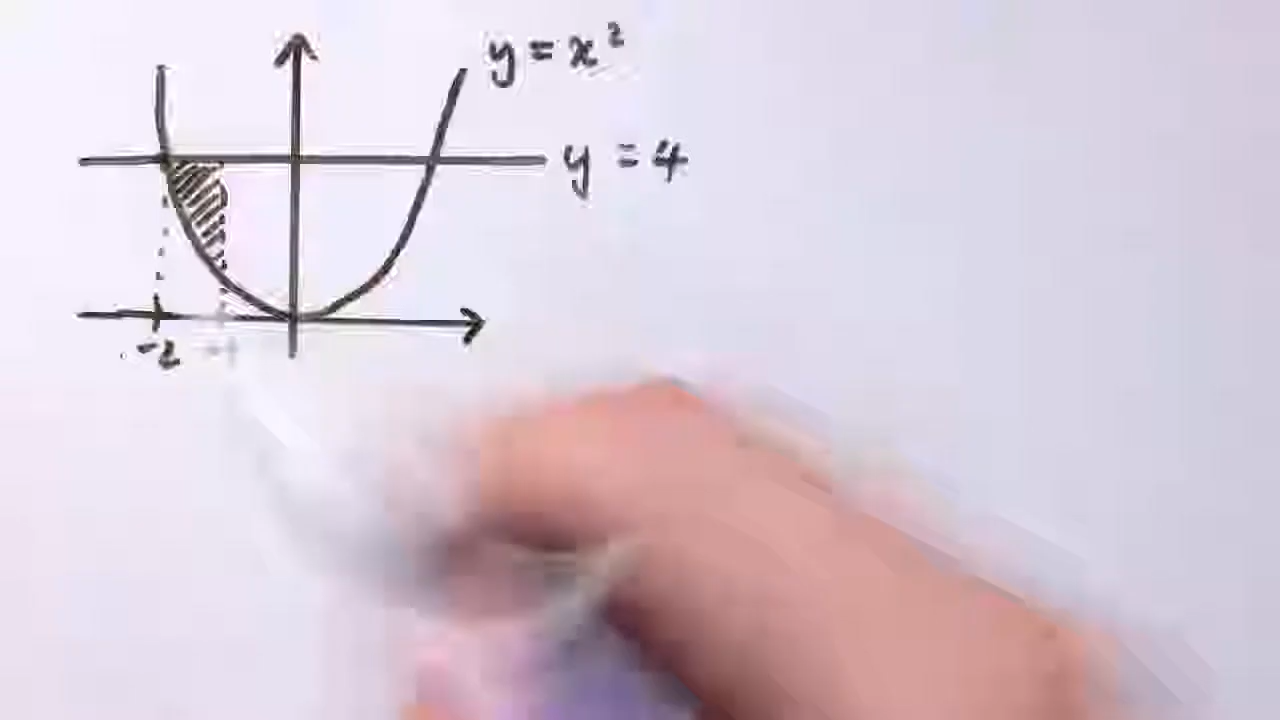 y = x²
y = 4
-2